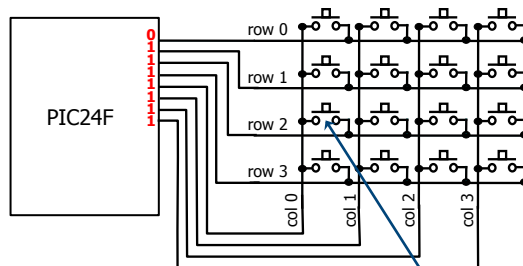 PIC24F
0
1
1
1
1
1
1
1
row 0
row 1
row 2
row 3
col 0
col 1
col 2
col 3